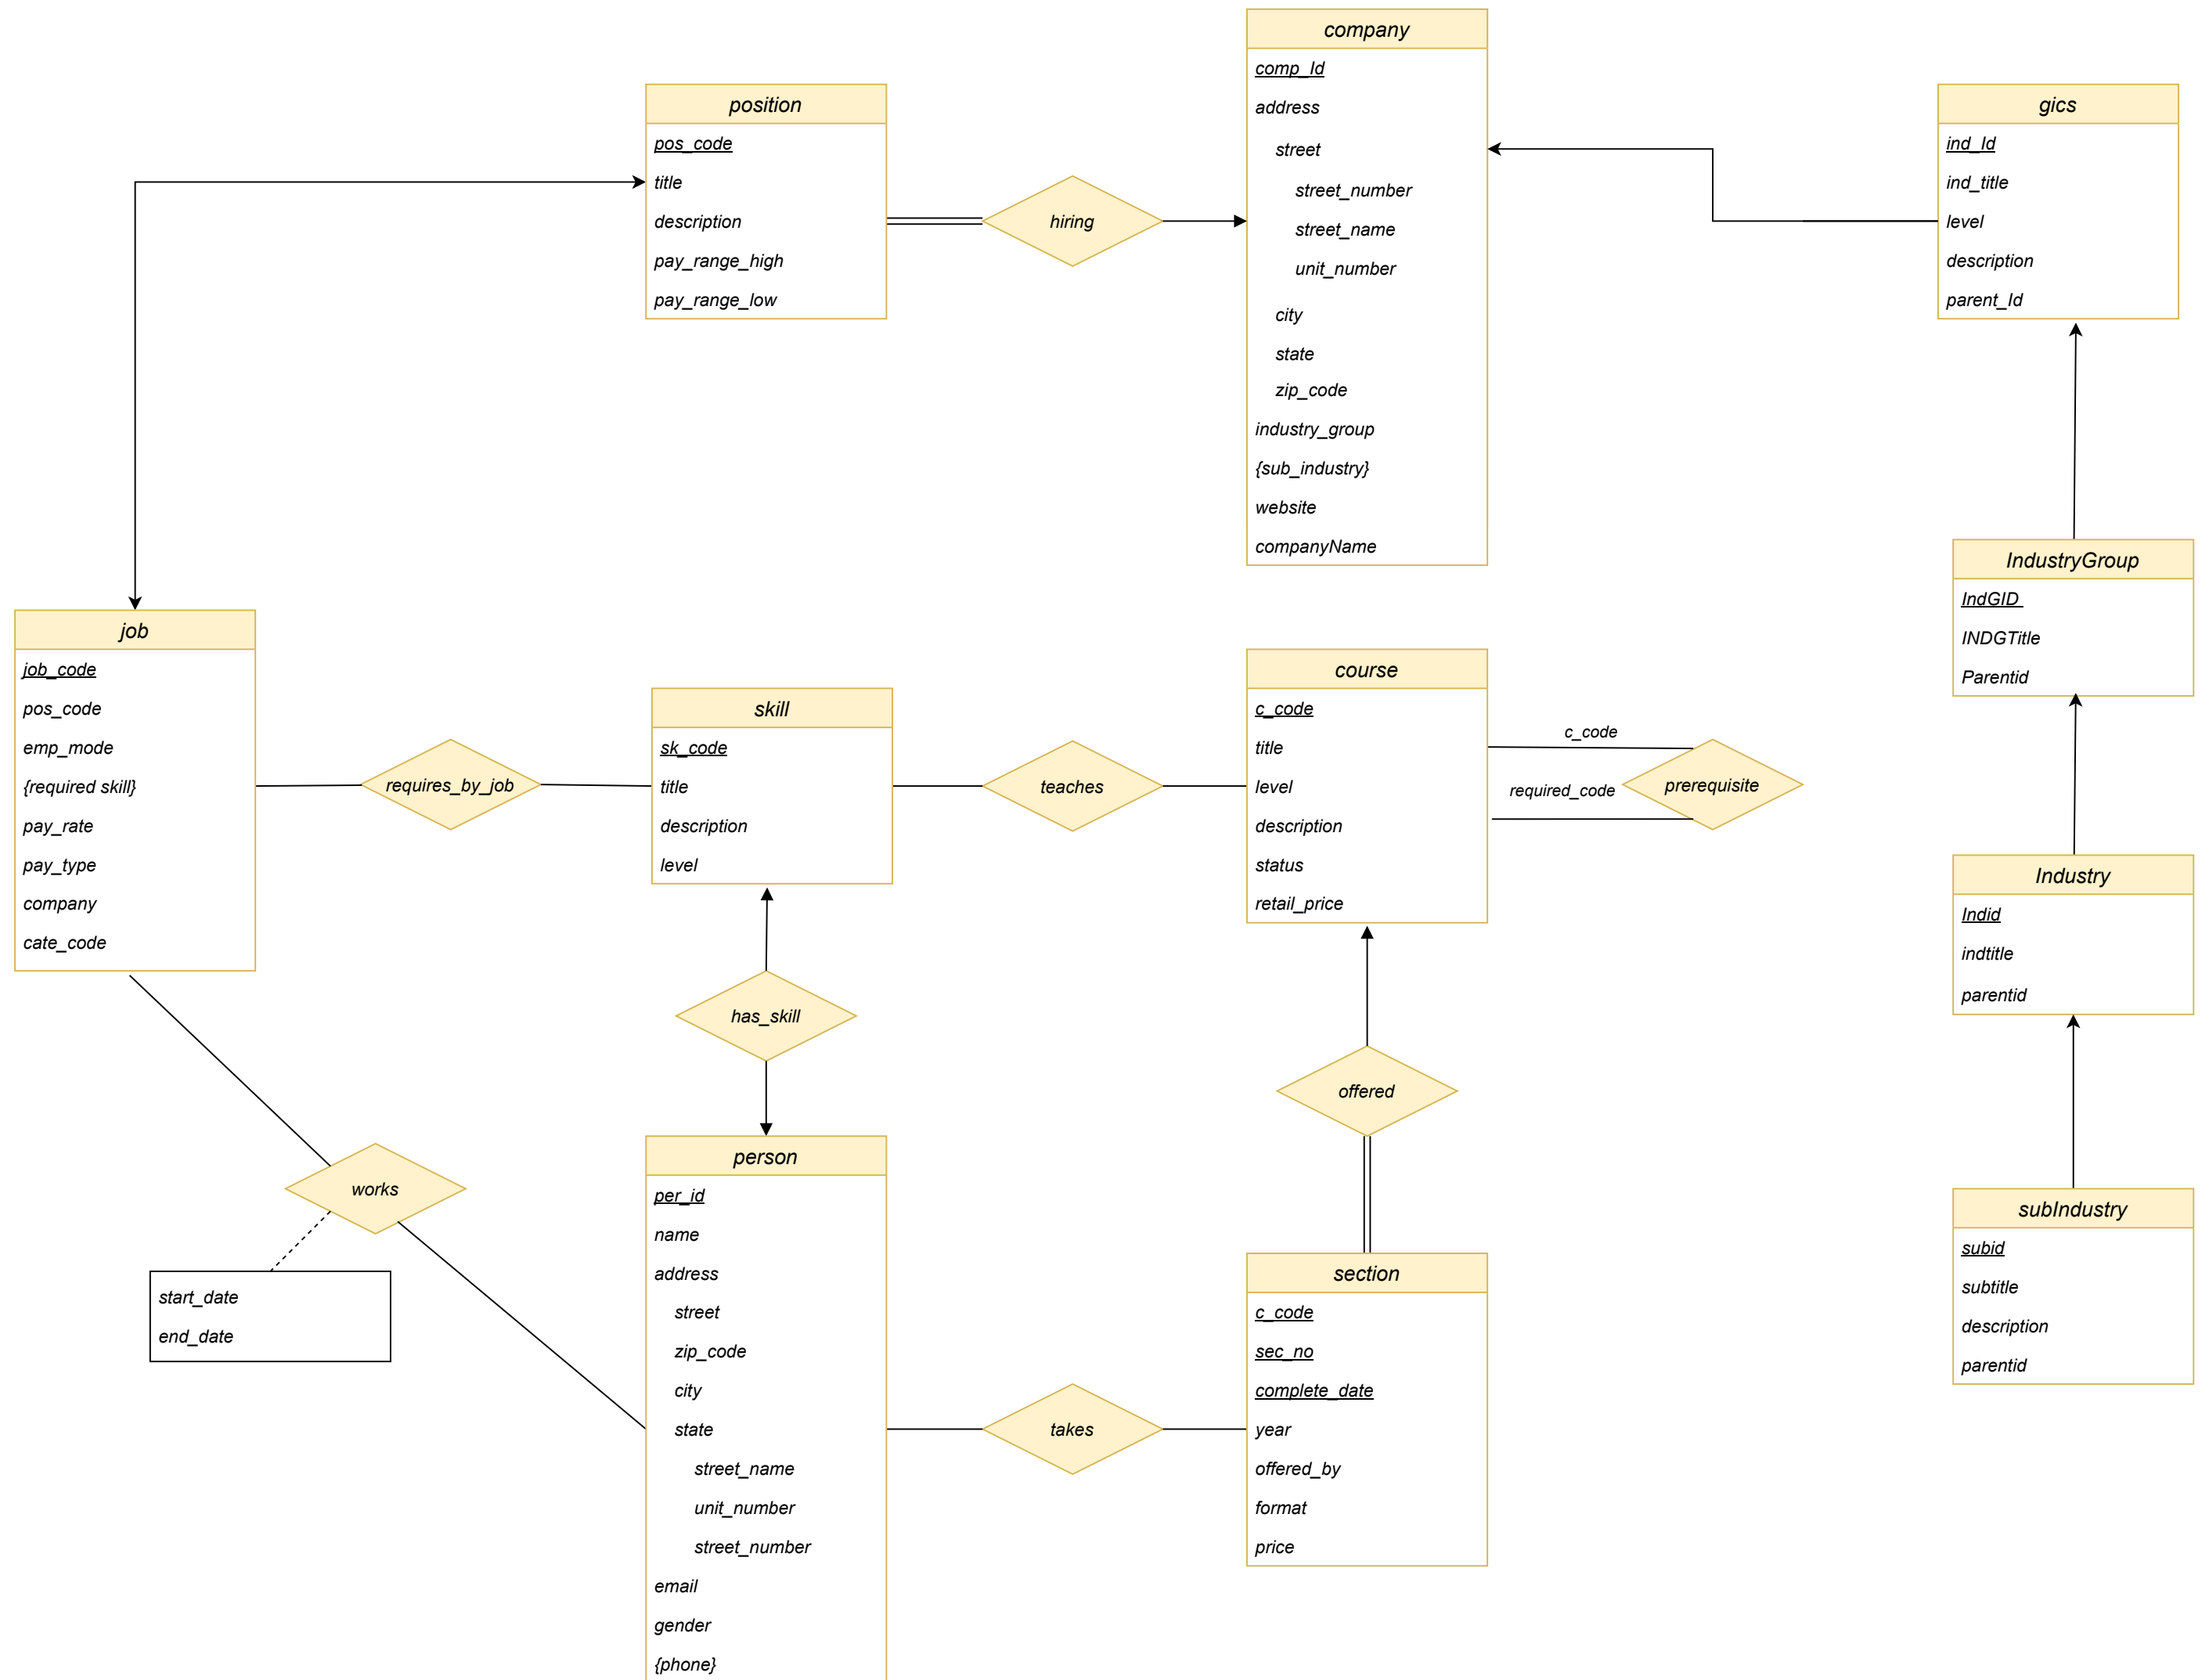 company
comp_Id
address
street
street_number
street_name
unit_number
city
state
zip_code
industry_group
{sub_industry}
website
companyName
position
pos_code
title
description
pay_range_high
pay_range_low
hiring
gics
ind_Id
ind_title
level
description
parent_Id
IndustryGroup
IndGID
INDGTitle
Parentid
job
job_code
pos_code
emp_mode
{required skill}
pay_rate
pay_type
company
cate_code
requires_by_job
skill
sk_code
title
description
level
teaches
course
c_code
title
level
description
status
retail_price
c_code
required_code
prerequisite
Industry
Indid
indtitle
parentid
has_skill
offered
works
start_date
end_date
person
per_id
name
address
street
zip_code
city
state
street_name
unit_number
street_number
email
gender
{phone}
takes
section
c_code
sec_no
complete_date
year
offered_by
format
price
subIndustry
subid
subtitle
description
parentid